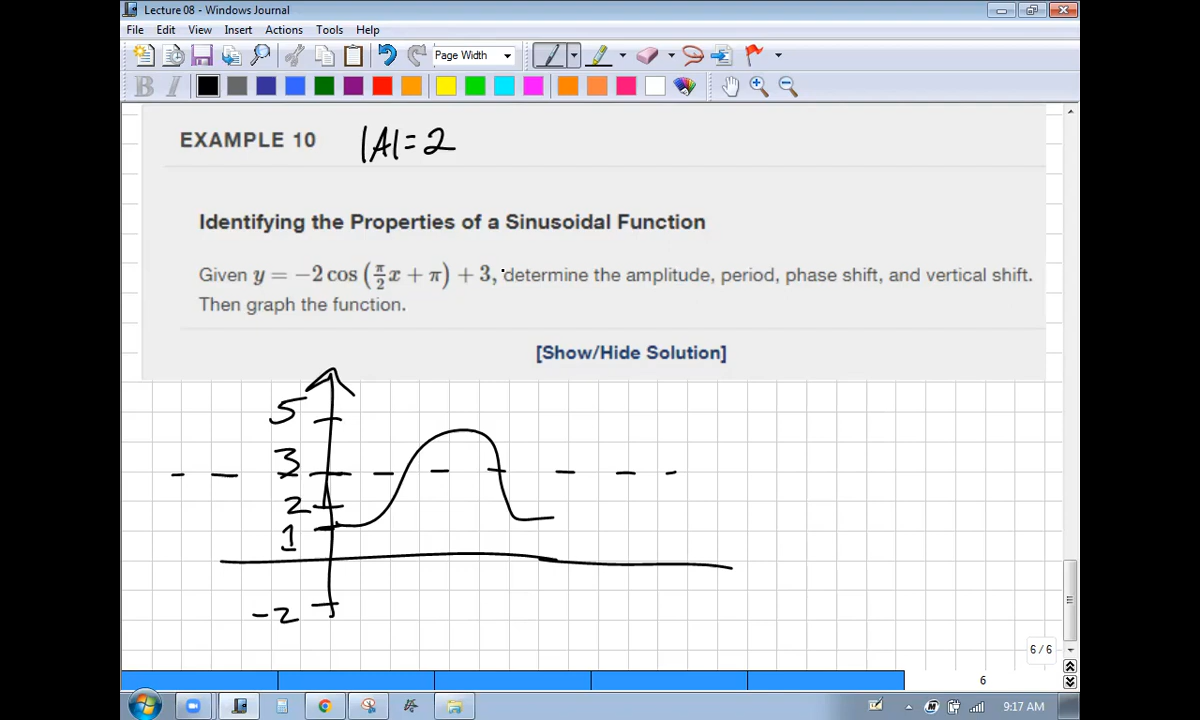 Lecture 08 - Windows Journal
File Edit View Insert Actions Tools Help
Page Width
B I
EXAMPLE 10 |A|=2
Identifying the Properties of a Sinusoidal Function
Given y = −2 cos (π/2 x + π) + 3, determine the amplitude, period, phase shift, and vertical shift.
Then graph the function.
[Show/Hide Solution]
5
3
2
1
-2
6 / 6
6
9:17 AM